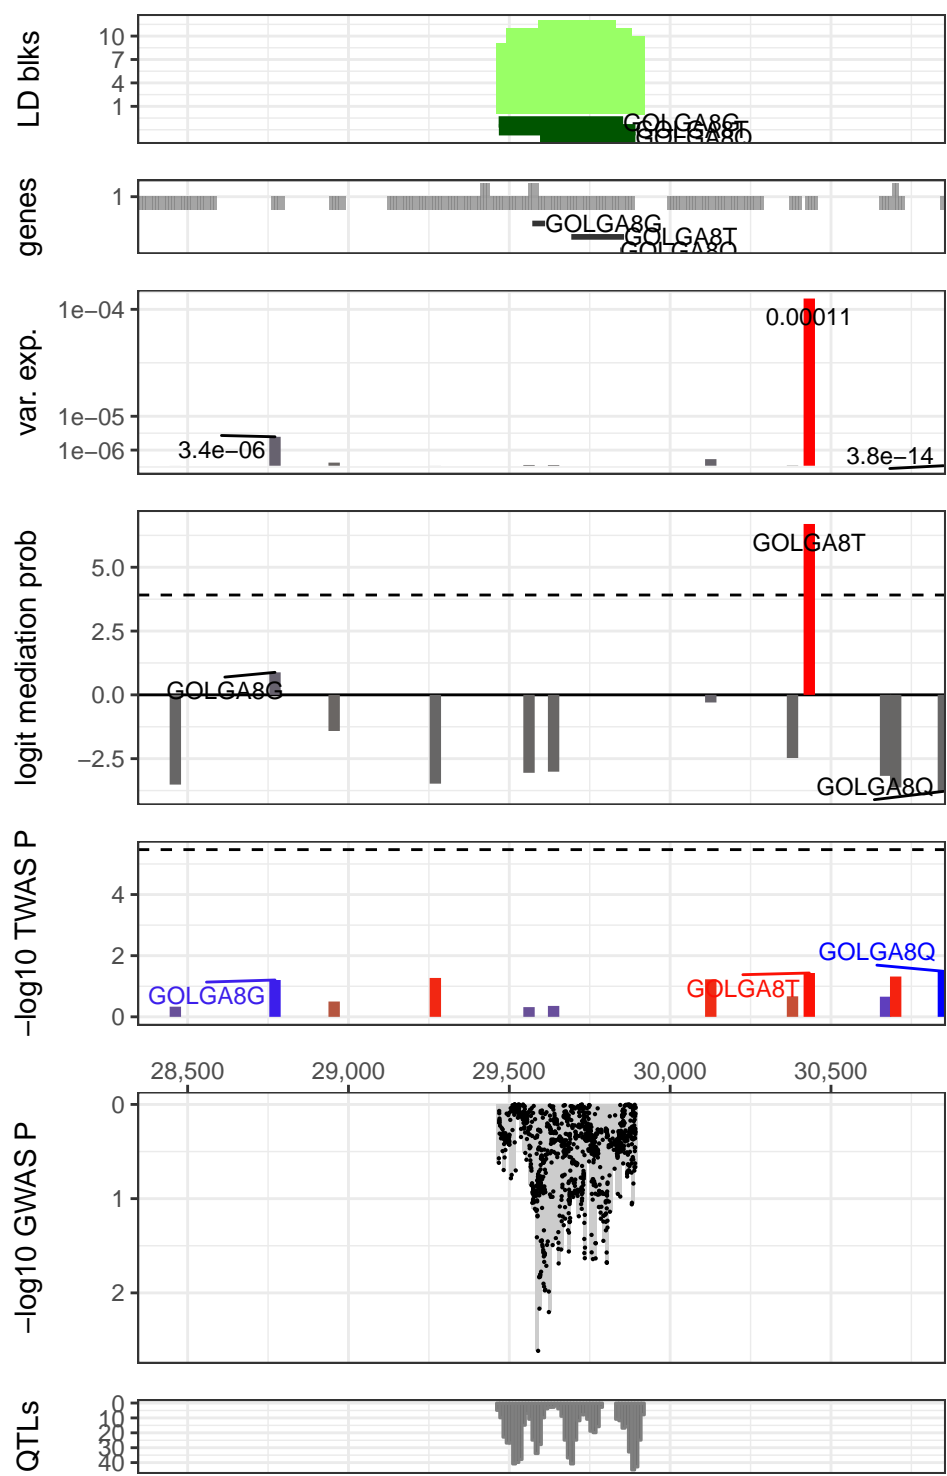 LD blks
10
7
4
1
GOLGA8G
GOLGA8T
GOLGA8Q
genes
1
GOLGA8G
GOLGA8T
GOLGA8Q
var. exp.
1e−04
1e−05
1e−06
0.00011
3.4e−06
3.8e−14
logit mediation prob
5.0
2.5
0.0
−2.5
GOLGA8T
GOLGA8G
GOLGA8Q
−log10 TWAS P
4
2
0
GOLGA8Q
GOLGA8G
GOLGA8T
28,500 29,000 29,500 30,000 30,500
−log10 GWAS P
0
1
2
QTLs
0
10
20
30
40